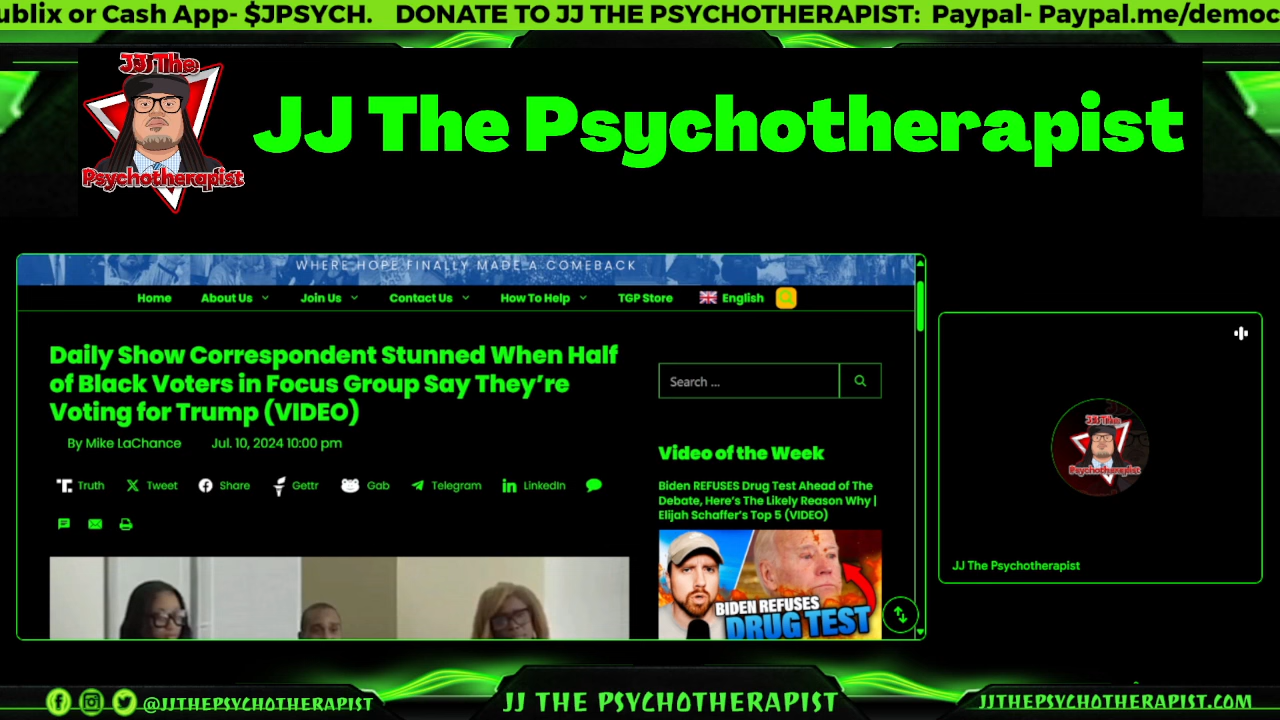 ublix or Cash App- $JPSYCH. DONATE TO JJ THE PSYCHOTHERAPIST: Paypal- Paypal.me/democ
JJ The
Psychotherapist
JJ The Psychotherapist
WHERE HOPE FINALLY MADE A COMEBACK
Home About Us Join Us Contact Us How To Help TGP Store English
Daily Show Correspondent Stunned When Half
of Black Voters in Focus Group Say They're
Voting for Trump (VIDEO)
By Mike LaChance Jul. 10, 2024 10:00 pm
Truth Tweet Share Gettr Gab Telegram LinkedIn
Search ...
Video of the Week
Biden REFUSES Drug Test Ahead of The
Debate, Here's The Likely Reason Why |
Elijah Schaffer's Top 5 (VIDEO)
BIDEN REFUSES
DRUG TEST
JJ The
Psychotherapist
JJ The Psychotherapist
@JJTHEPSYCHOTHERAPIST
JJ THE PSYCHOTHERAPIST
JJTHEPSYCHOTHERAPIST.COM